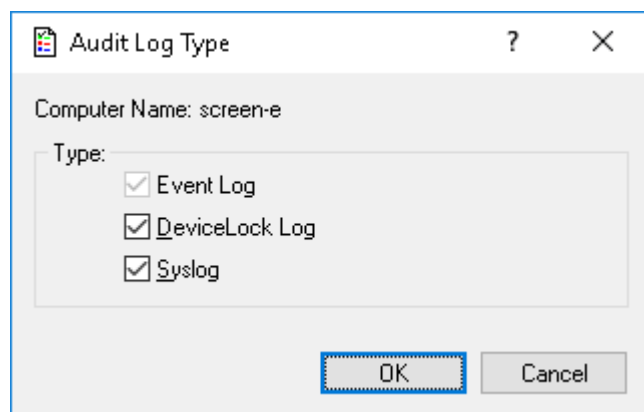 Audit Log Type
?
Computer Name: screen-e
Type:
Event Log
DeviceLock Log
Syslog
OK
Cancel